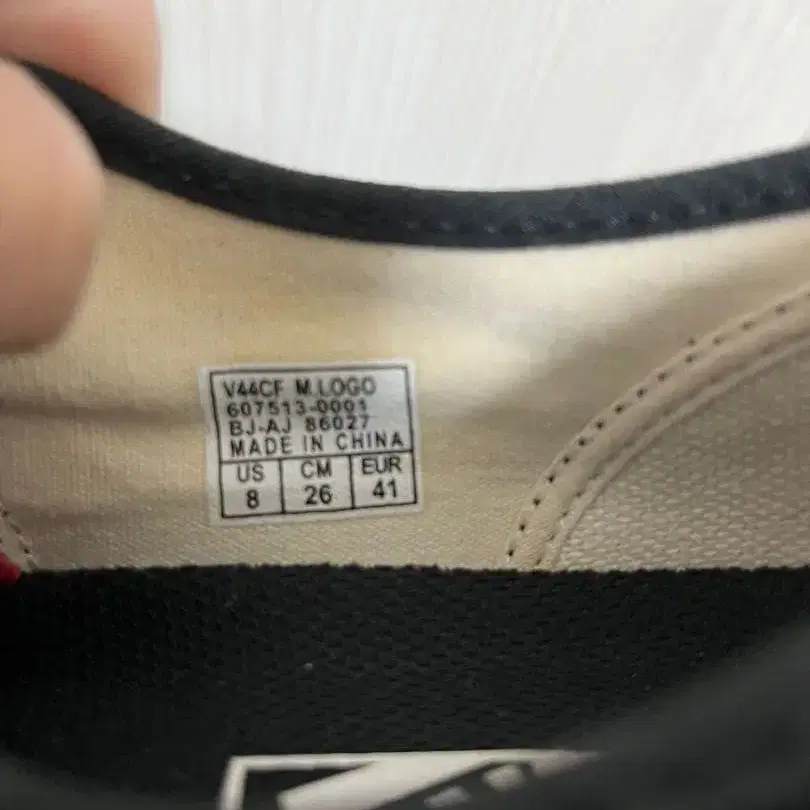 V44CF M.LOGO
607513-0001
BJ-AJ 86027
MADE IN CHINA
US CM EUR
8 26 41